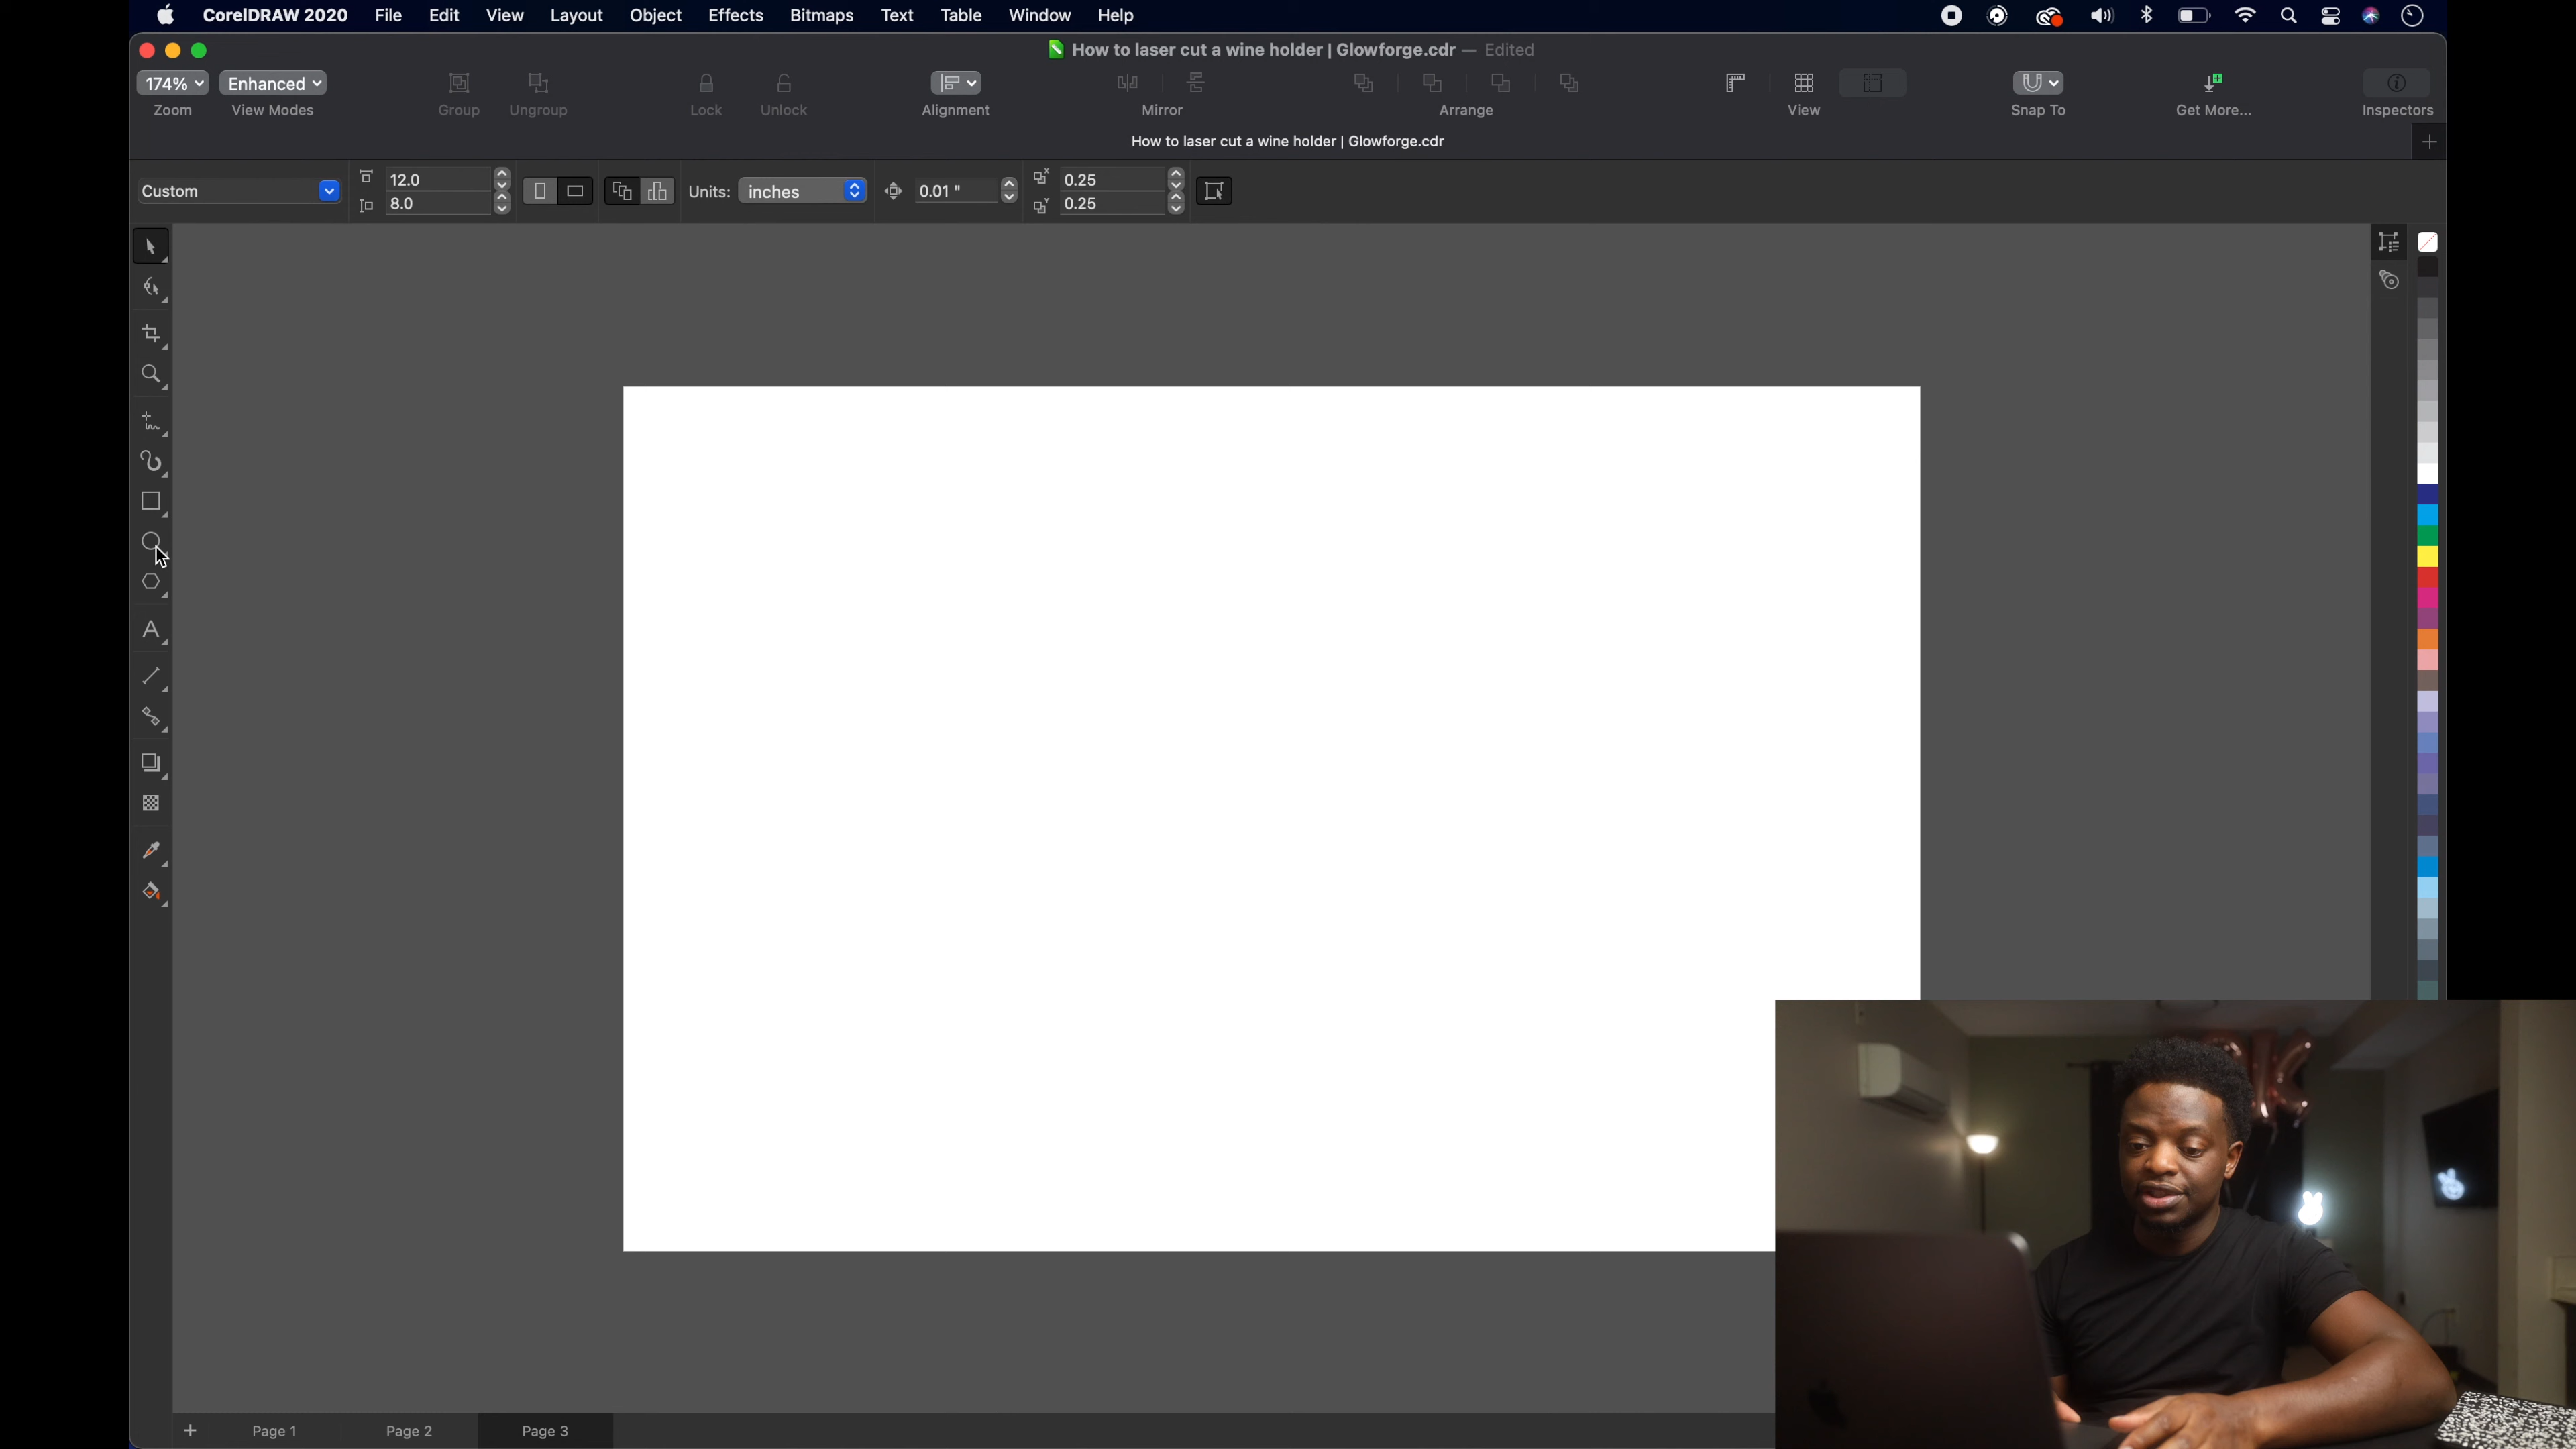 CorelDRAW 2020 File Edit View Layout Object Effects Bitmaps Text Table Window Help
How to laser cut a wine holder | Glowforge.cdr — Edited
174% Enhanced
Zoom View Modes Group Ungroup Lock Unlock Alignment Mirror Arrange View Snap To Get More... Inspectors
How to laser cut a wine holder | Glowforge.cdr
Custom 12.0 8.0 Units: inches 0.01 " 0.25 0.25
Page 1 Page 2 Page 3